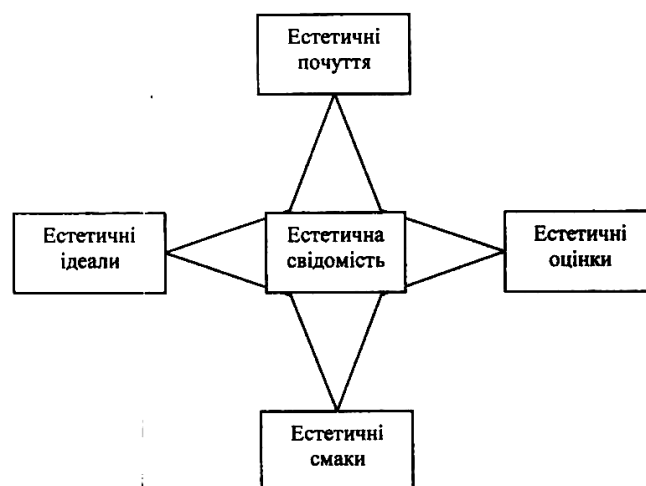 Естетичні
почуття
Естетичні
ідеали
Естетична
свідомість
Естетичні
оцінки
Естетичні
смаки